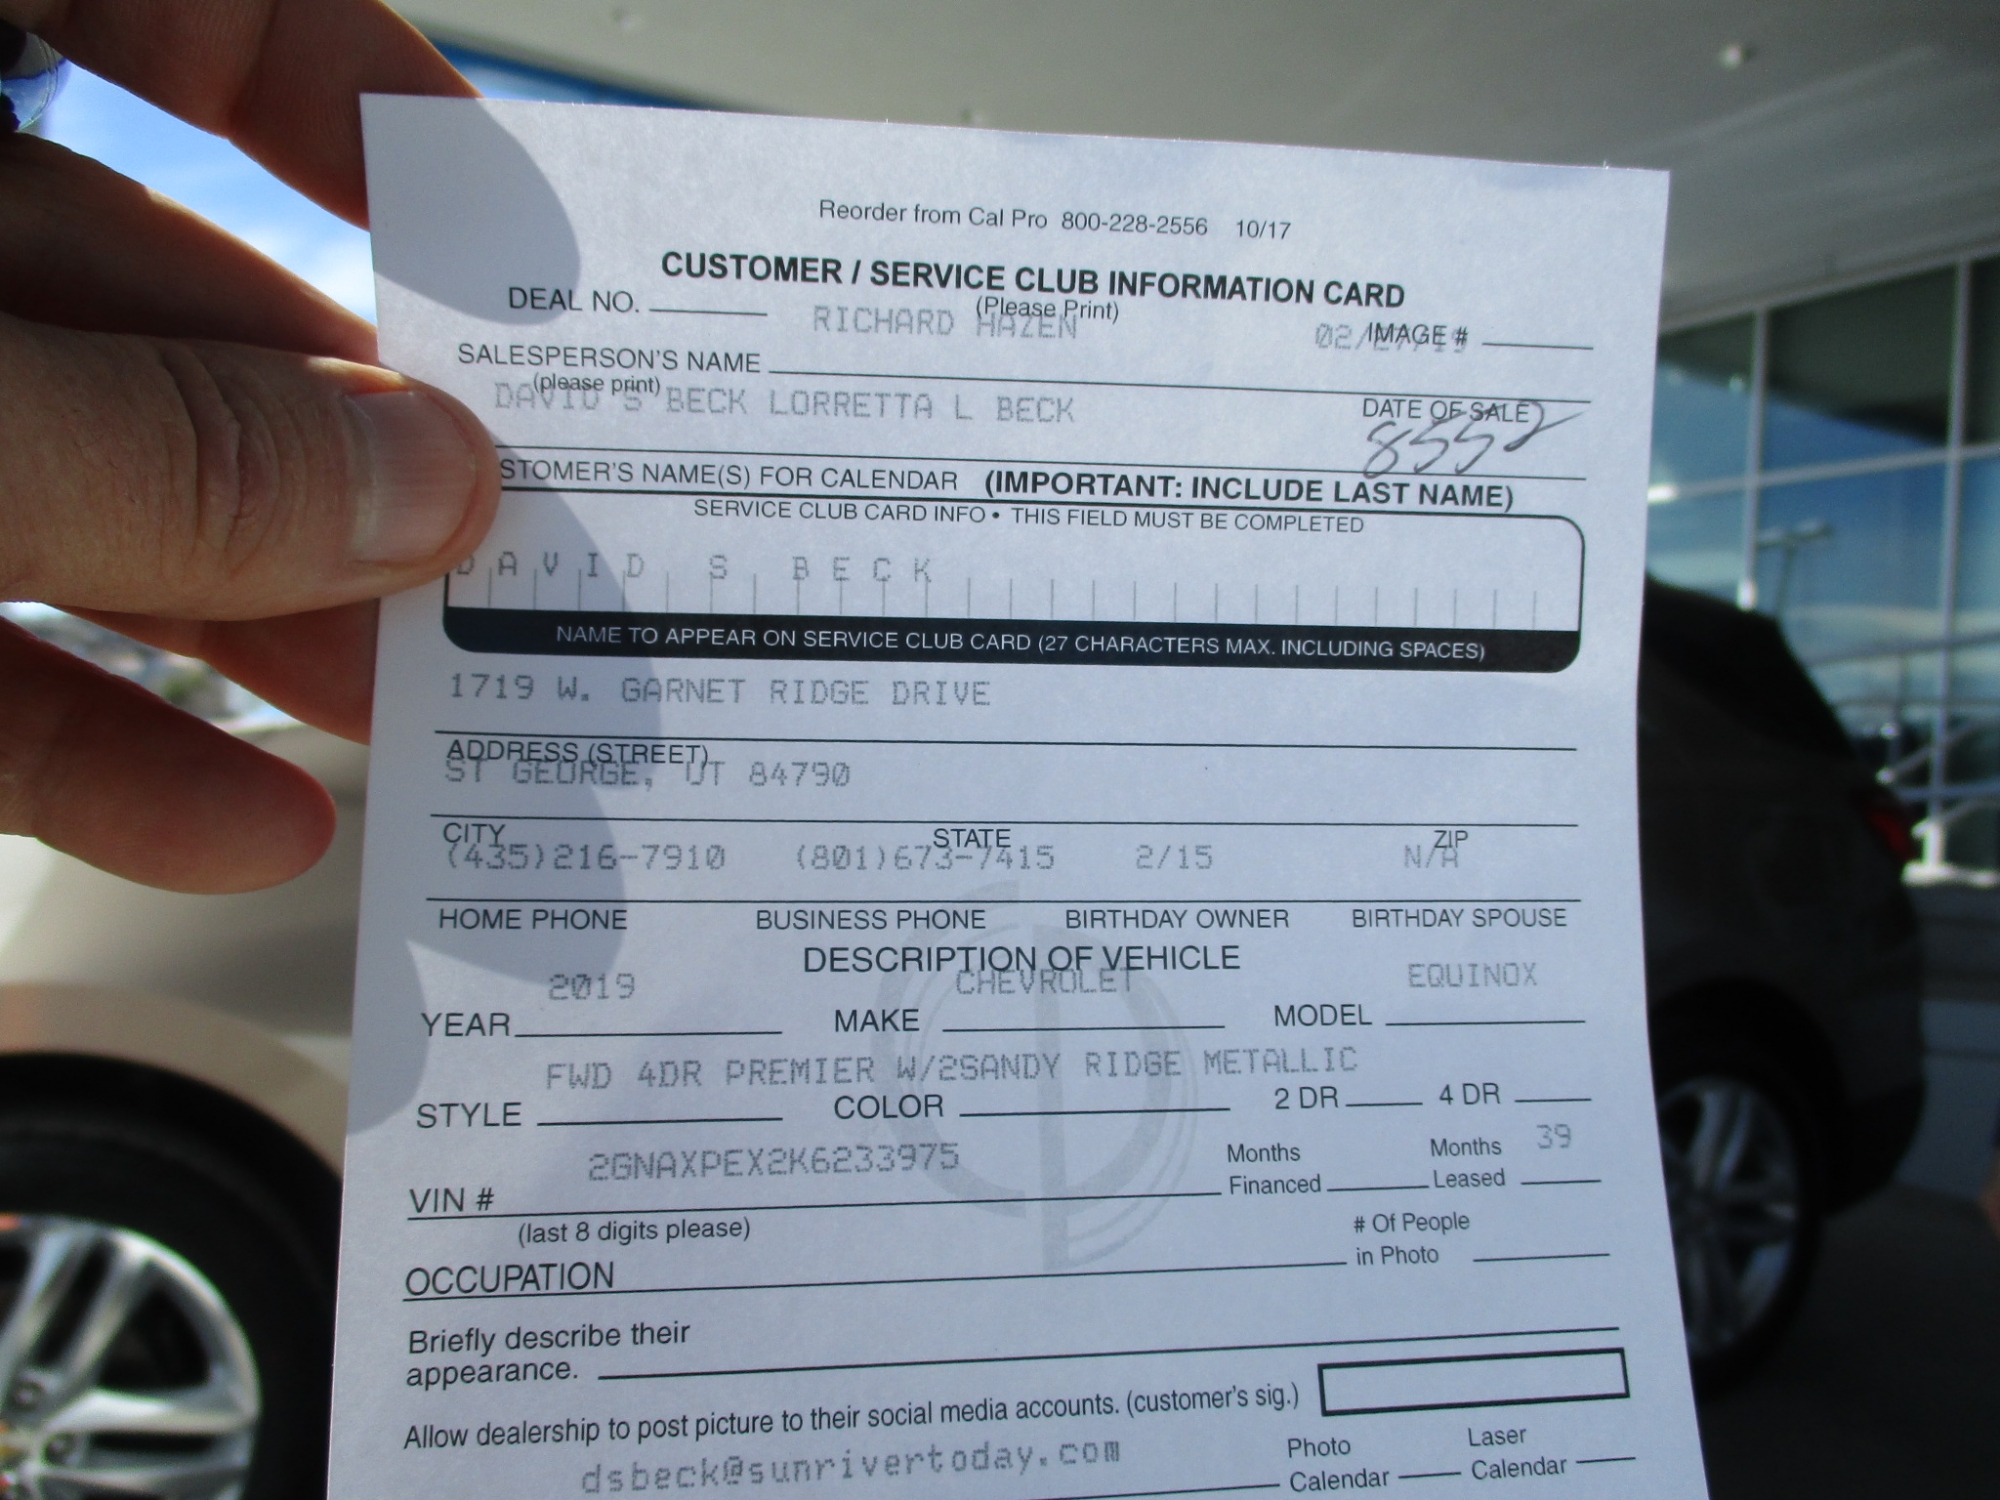 Reorder from Cal Pro 800-228-2556 10/17
CUSTOMER / SERVICE CLUB INFORMATION CARD
(Please Print)
DEAL NO. RICHARD HAZEN 02/ IMAGE #
SALESPERSON'S NAME
(please print)
DAVID S BECK LORRETTA L BECK
DATE OF SALE
8552
STOMER'S NAME(S) FOR CALENDAR (IMPORTANT: INCLUDE LAST NAME)
SERVICE CLUB CARD INFO • THIS FIELD MUST BE COMPLETED
DAVID S BECK
NAME TO APPEAR ON SERVICE CLUB CARD (27 CHARACTERS MAX. INCLUDING SPACES)
1719 W. GARNET RIDGE DRIVE
ADDRESS (STREET)
ST GEORGE, UT 84790
CITY STATE ZIP
(435)216-7910 (801)673-7415 2/15 N/A
HOME PHONE BUSINESS PHONE BIRTHDAY OWNER BIRTHDAY SPOUSE
DESCRIPTION OF VEHICLE
2019 CHEVROLET EQUINOX
YEAR MAKE MODEL
FWD 4DR PREMIER W/2SANDY RIDGE METALLIC
STYLE COLOR 2 DR 4 DR
2GNAXPEX2K6233975
Months Financed Months Leased 39
VIN #
(last 8 digits please)
# Of People in Photo
OCCUPATION
Briefly describe their
appearance.
Allow dealership to post picture to their social media accounts. (customer's sig.)
dsbeck@sunrivertoday.com
Photo Calendar Laser Calendar